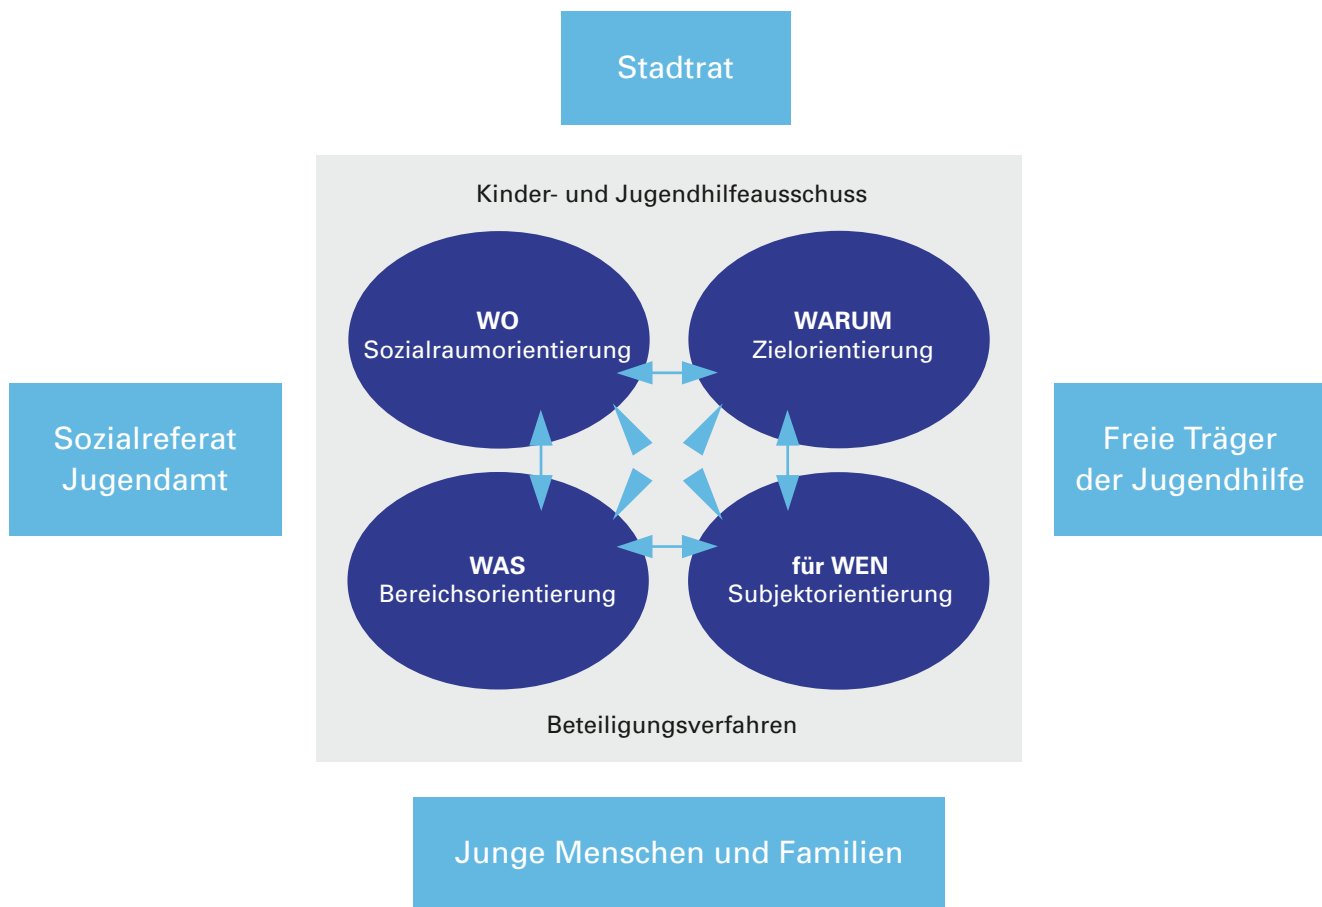 Stadtrat
Kinder- und Jugendhilfeausschuss
WO
Sozialraumorientierung
WARUM
Zielorientierung
Sozialreferat
Jugendamt
Freie Träger
der Jugendhilfe
WAS
Bereichsorientierung
für WEN
Subjektorientierung
Beteiligungsverfahren
Junge Menschen und Familien